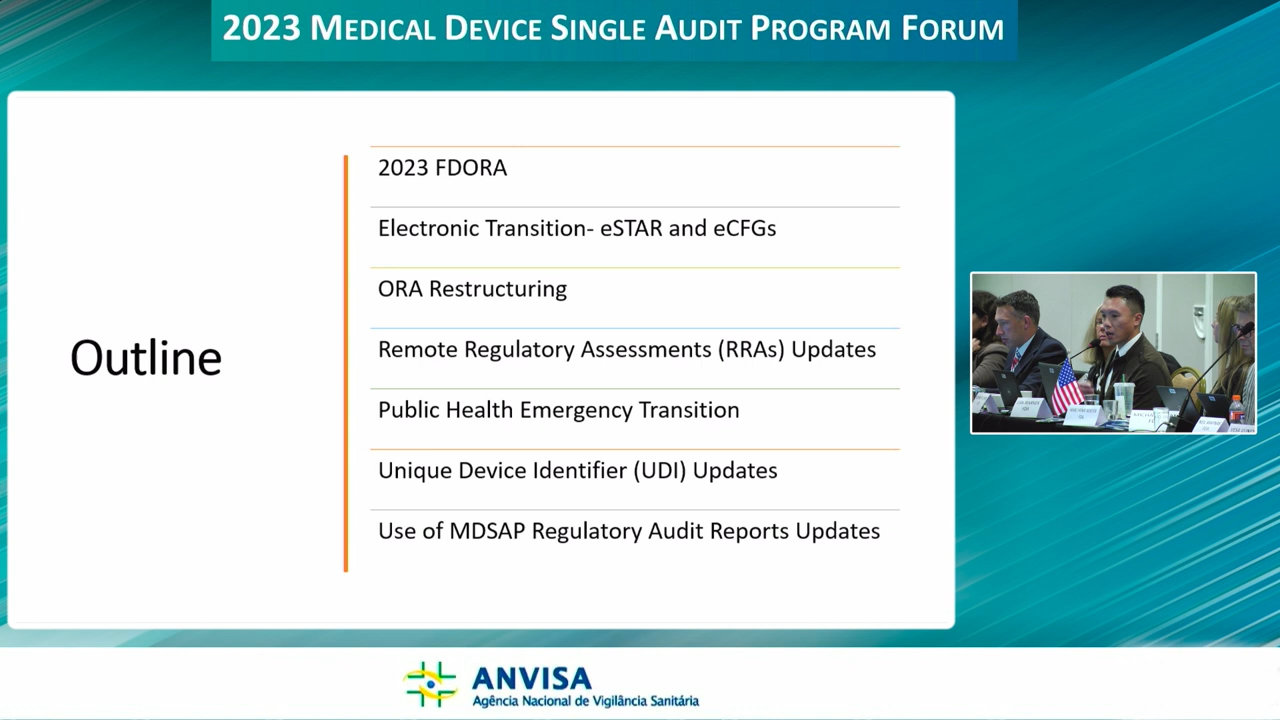 2023 MEDICAL DEVICE SINGLE AUDIT PROGRAM FORUM
Outline
2023 FDORA
Electronic Transition- eSTAR and eCFGs
ORA Restructuring
Remote Regulatory Assessments (RRAs) Updates
Public Health Emergency Transition
Unique Device Identifier (UDI) Updates
Use of MDSAP Regulatory Audit Reports Updates
ANVISA
Agência Nacional de Vigilância Sanitária